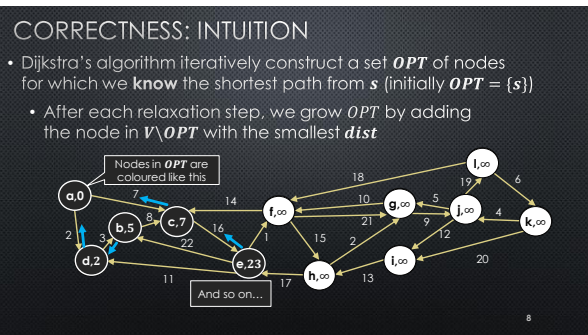 CORRECTNESS: INTUITION
• Dijkstra's algorithm iteratively construct a set OPT of nodes
for which we know the shortest path from s (initially OPT = {s})
• After each relaxation step, we grow OPT by adding
the node in V\OPT with the smallest dist
Nodes in OPT are
coloured like this
l,∞
18
6
19
a,0
7
14
10
5
f,∞
g,∞
j,∞
4
k,∞
b,5
8
c,7
21
9
2
3
16
1
15
2
12
22
d,2
e,23
h,∞
i,∞
20
11
17
13
And so on…
8